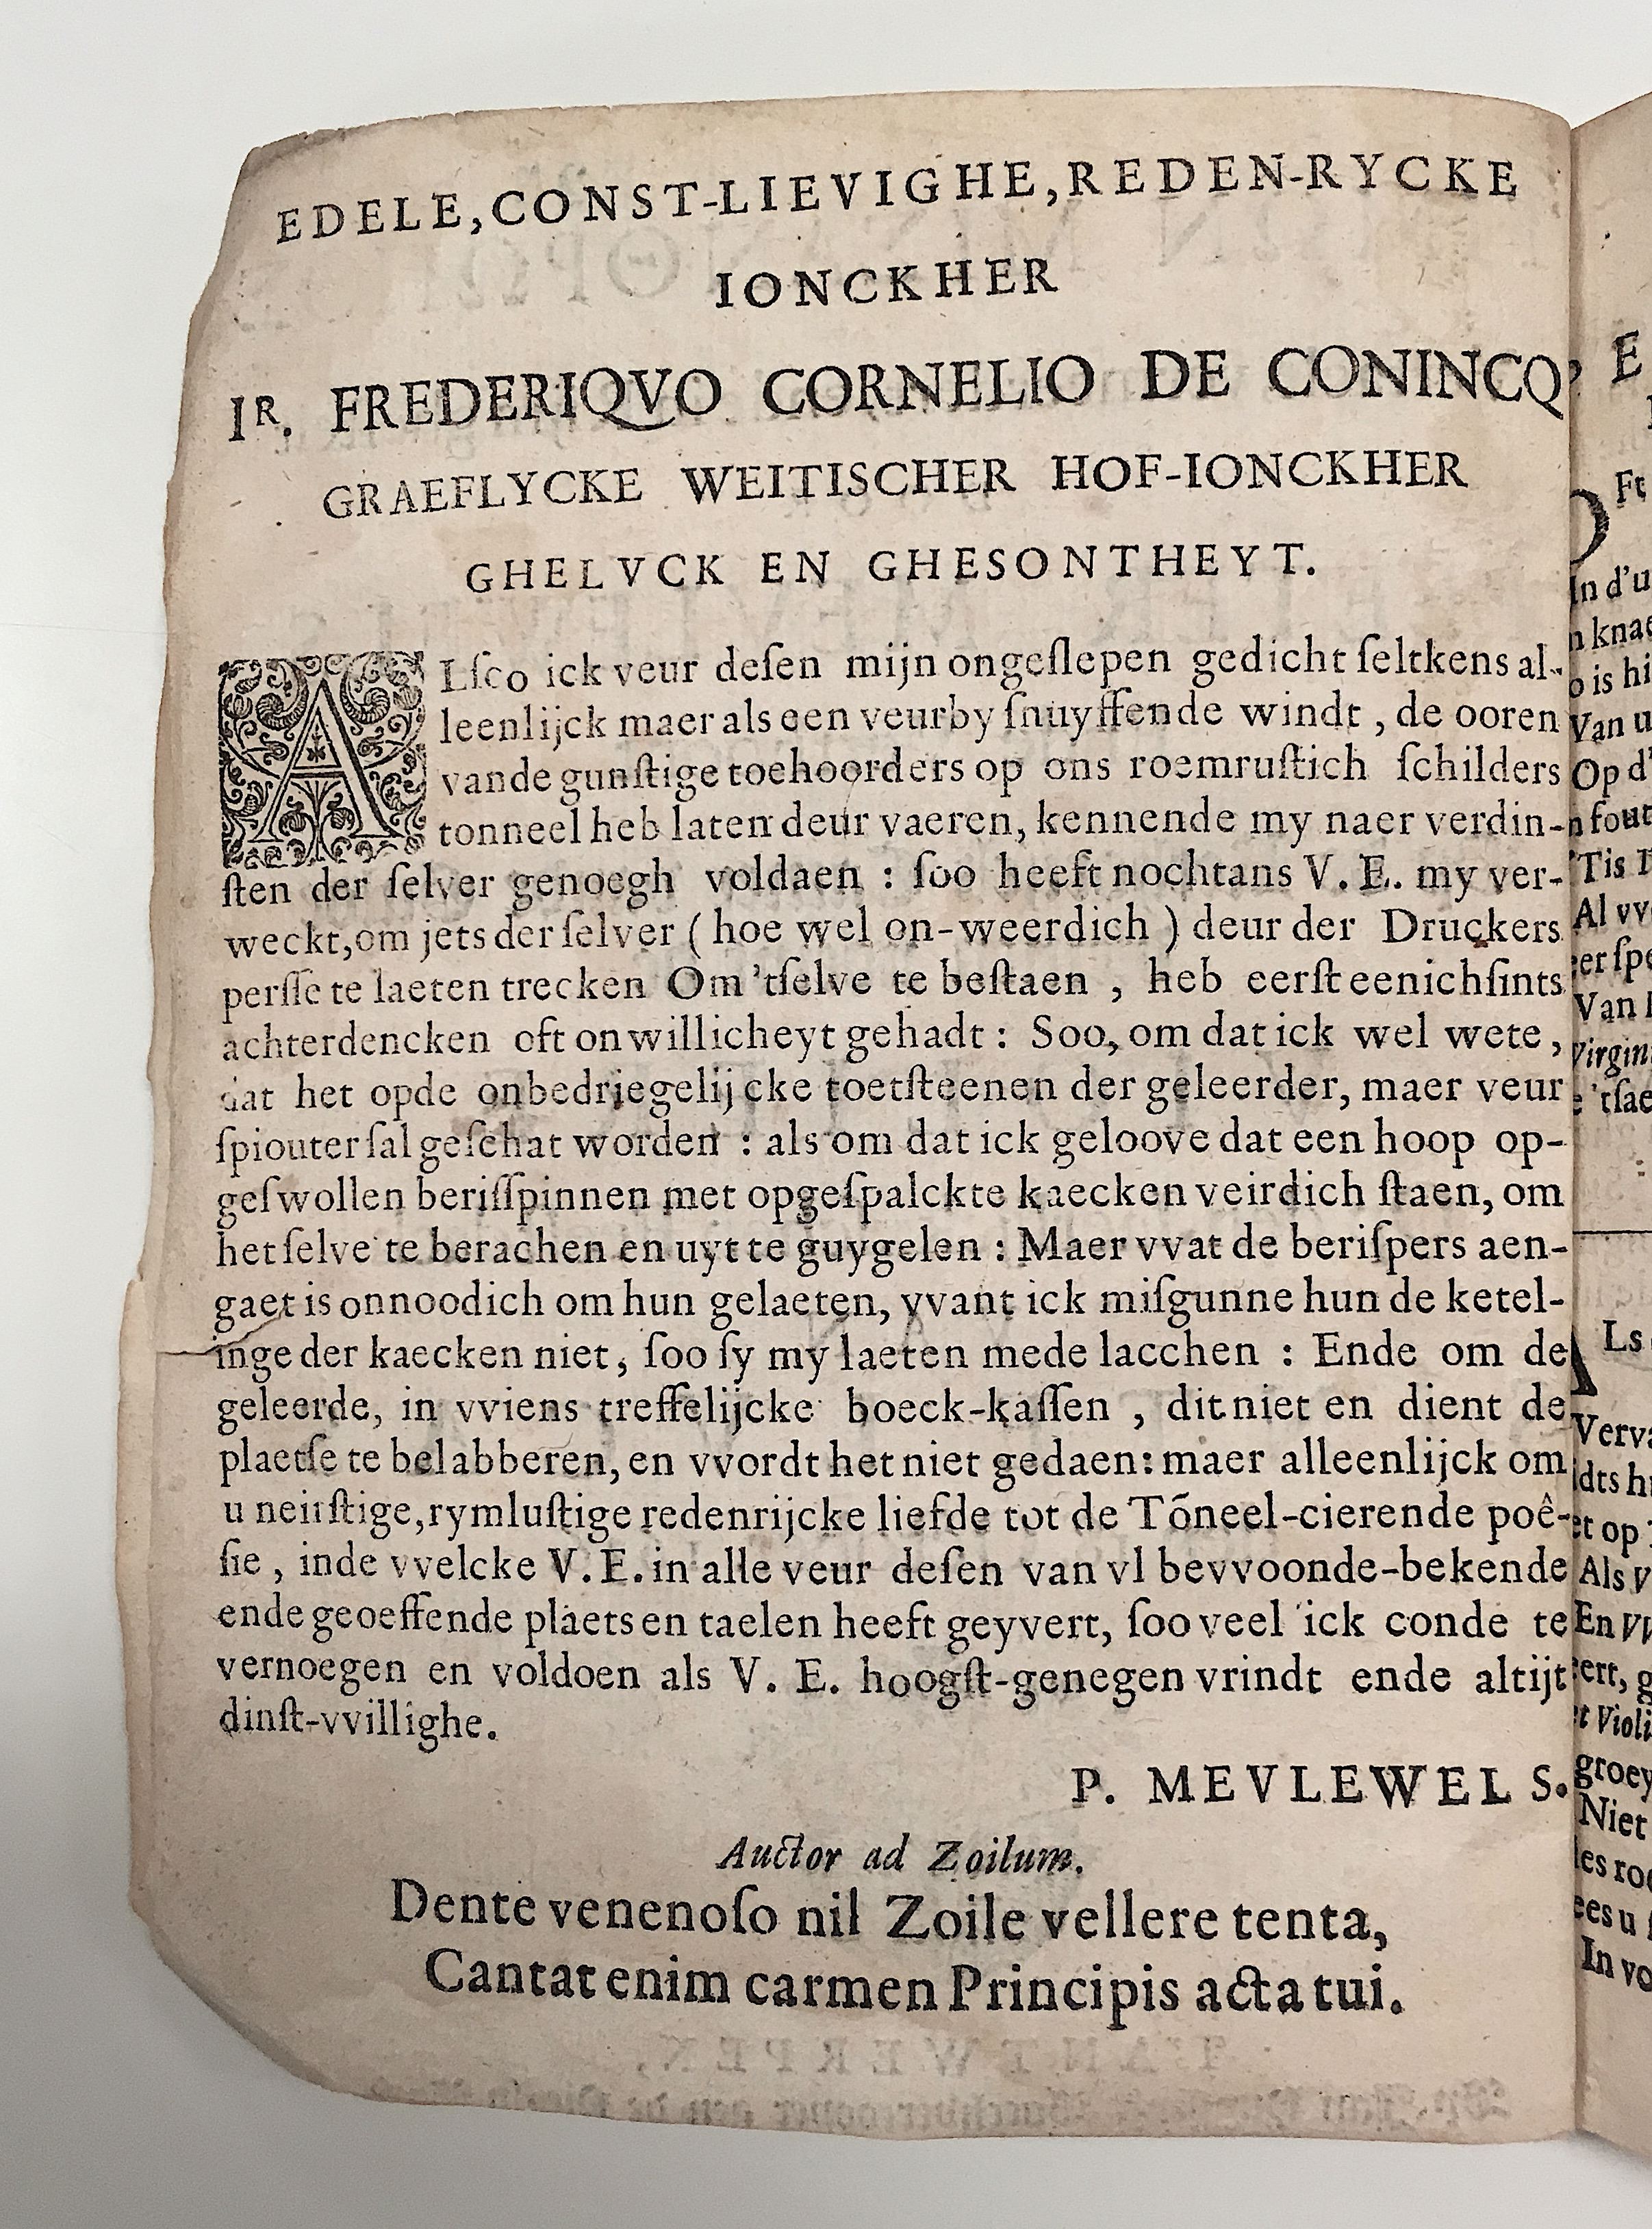 EDELE, CONST-LIEVIGHE, REDEN-RYCKE
IONCKHER
IR. FREDERIQVO CORNELIO DE CONINCQ,
GRAEFLYCKE WEITISCHER HOF-IONCKHER
GHELVCK EN GHESONTHEYT.
ALſco ick veur deſen mijn ongeſlepen gedicht ſeltkens al-
leenlijck maer als een veurby ſnuyffende windt, de ooren
vande gunſtige toehoorders op ons roemruſtich ſchilders
tonneel heb laten deur vaeren, kennende my naer verdin-
ſten der ſelver genoegh voldaen : ſoo heeft nochtans V. E. my ver-
weckt, om jets der ſelver ( hoe wel on-weerdich ) deur der Druckers
perſſe te laeten trecken Om 'tſelve te beſtaen , heb eerſt eenichſints
achterdencken oft onwillicheyt gehadt : Soo, om dat ick wel wete ,
dat het opde onbedriegelijcke toetſteenen der geleerder, maer veur
ſpiouter ſal geſchat worden : als om dat ick geloove dat een hoop op-
geſwollen beriſſpinnen met opgeſpalckte kaecken veirdich ſtaen, om
het ſelve te berachen en uyt te guygelen : Maer vvat de beriſpers aen-
gaet is onnoodich om hun gelaeten, vvant ick miſgunne hun de ketel-
inge der kaecken niet, ſoo ſy my laeten mede lacchen : Ende om de
geleerde, in vviens treffelijcke boeck-kaſſen , dit niet en dient de
plaetſe te belabberen, en vvordt het niet gedaen: maer alleenlijck om
u neirſtige, rymluſtige redenrijcke liefde tot de Tõneel-cierende poê-
ſie , inde vvelcke V. E. in alle veur deſen van vl bevvoonde-bekende
ende geoeffende plaetsen taelen heeft geyvert, ſoo veel ick conde te
vernoegen en voldoen als V. E. hoogſt-genegen vrindt ende altijt
dinſt-vvillighe.
P. MEVLEWELS.
Auctor ad Zoilum.
Dente venenoſo nil Zoile vellere tenta,
Cantat enim carmen Principis acta tui.